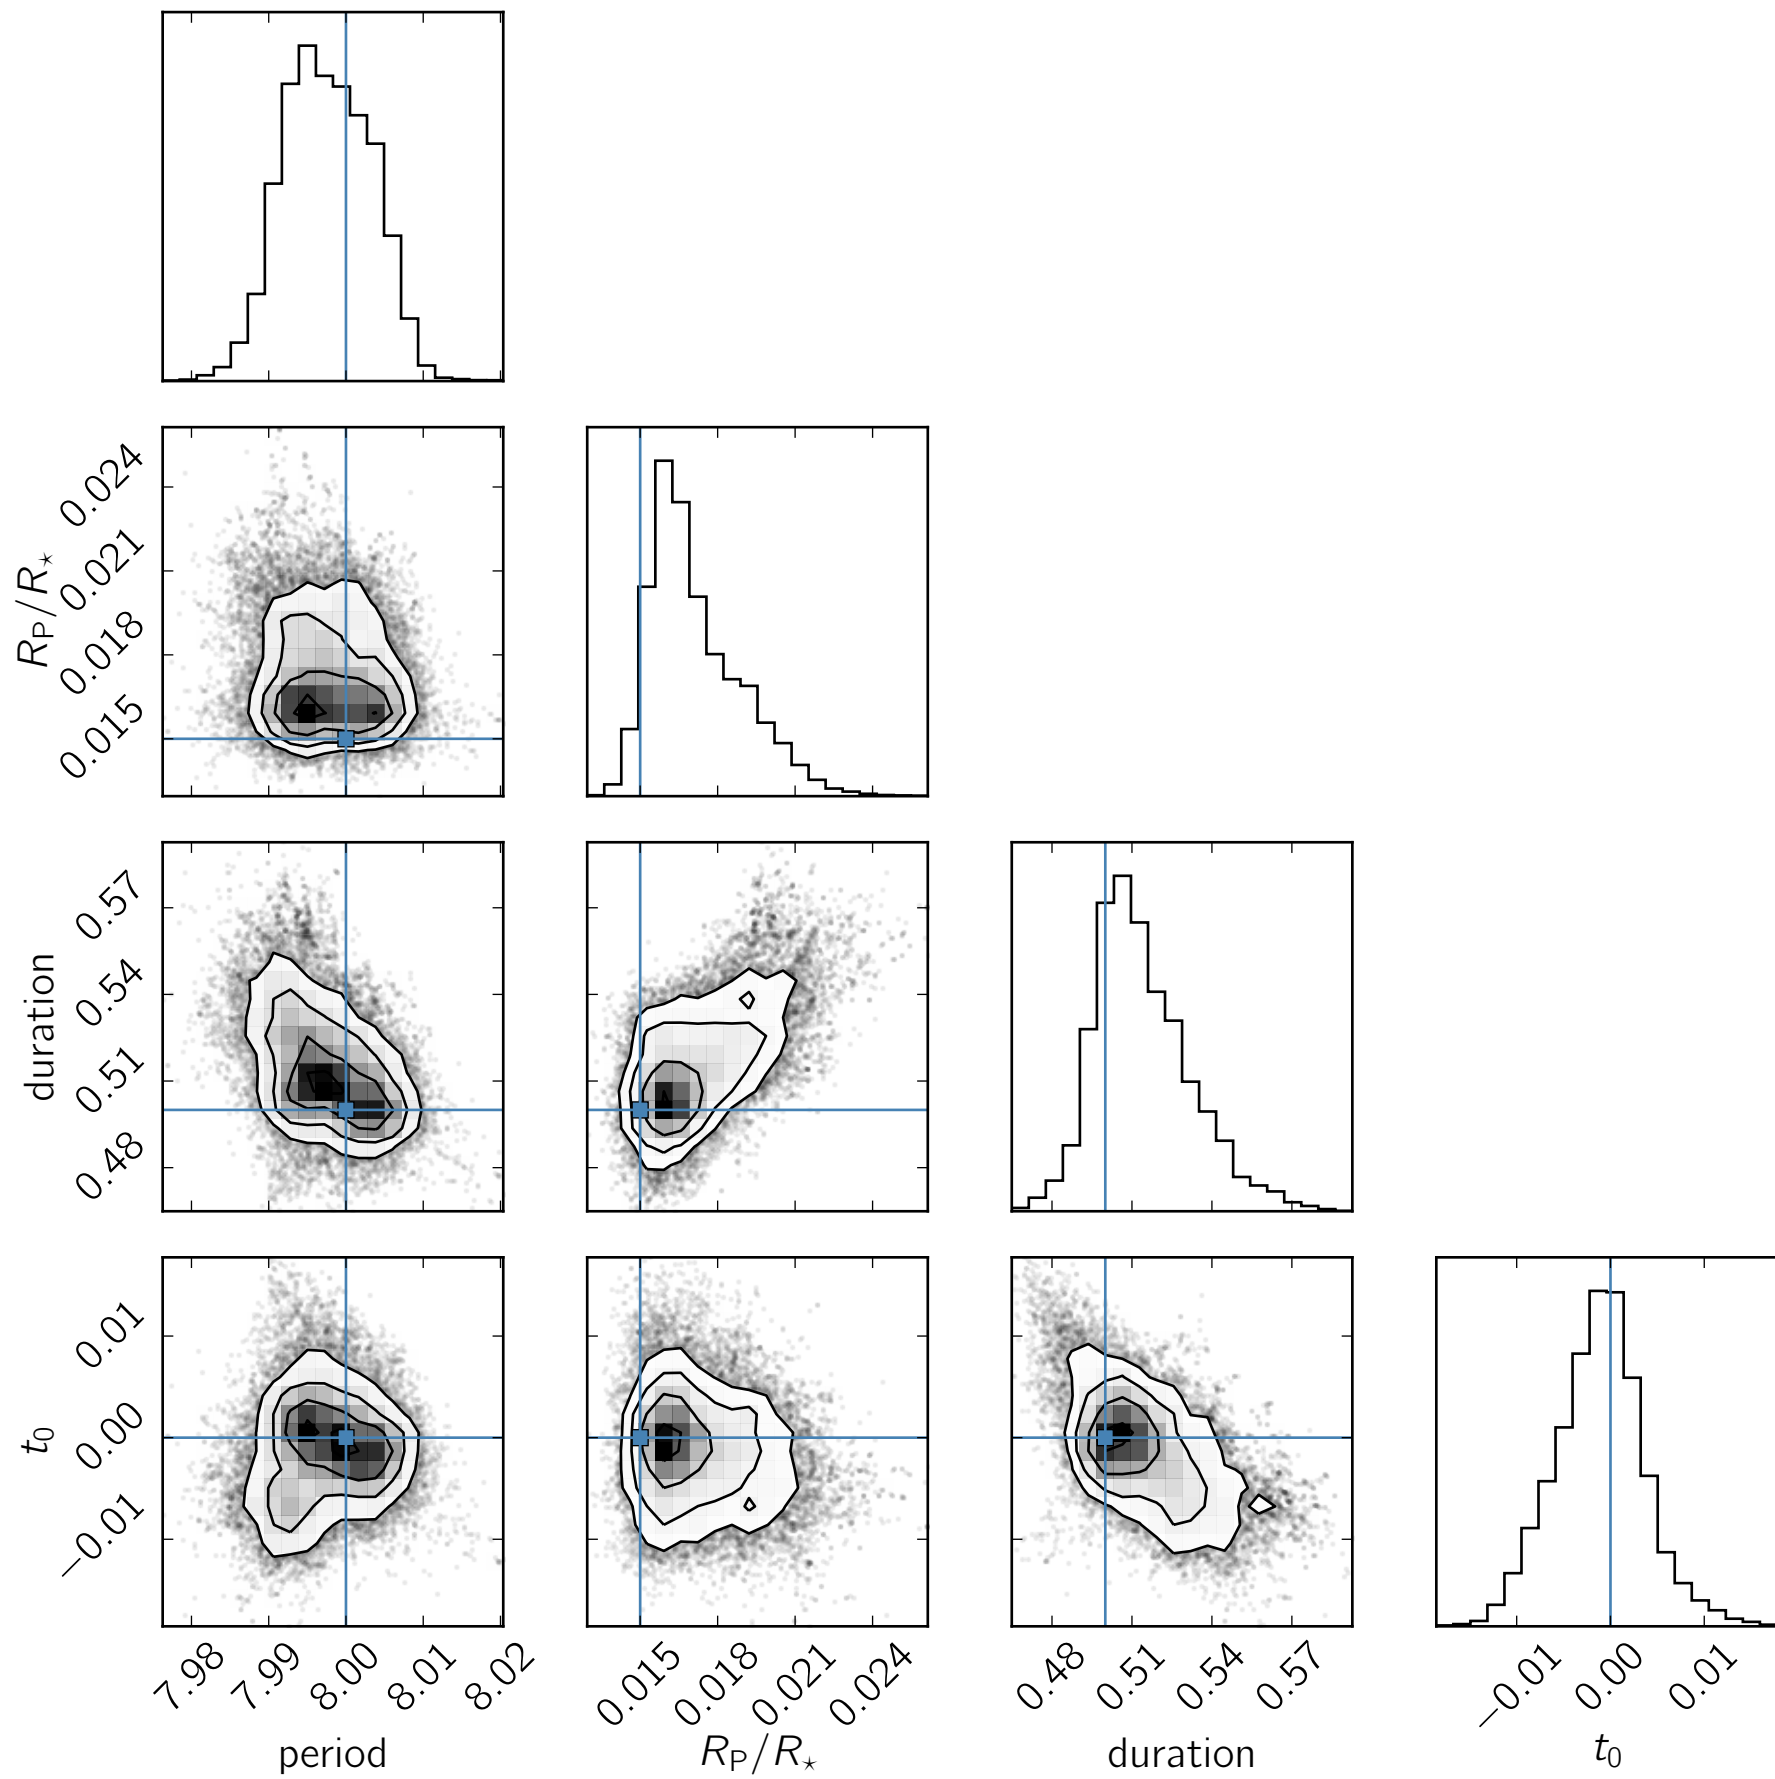 0.024
0.021
0.018
0.015
R_P/R_⋆
0.57
0.54
0.51
0.48
duration
0.01
0.00
−0.01
t_0
7.98 7.99 8.00 8.01 8.02
0.015 0.018 0.021 0.024
0.48 0.51 0.54 0.57
−0.01 0.00 0.01
period R_P/R_⋆ duration t_0